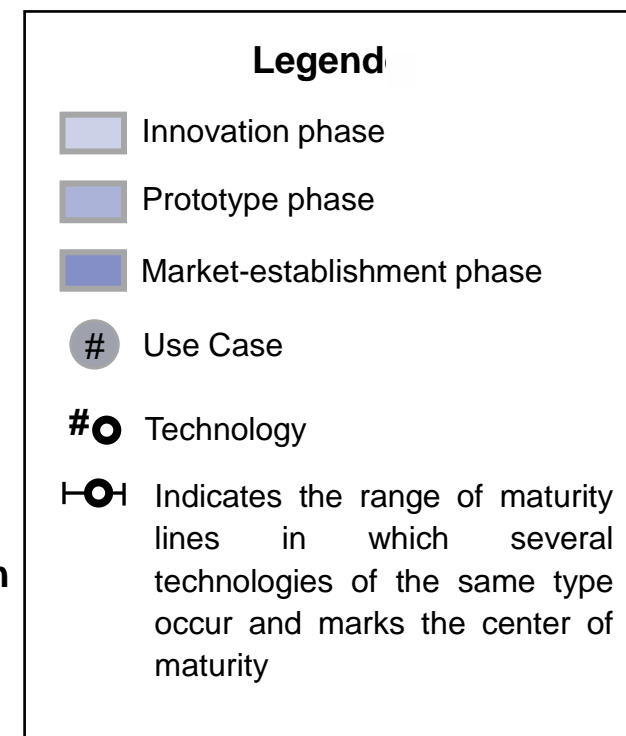 Legend
Innovation phase
Prototype phase
Market-establishment phase
# Use Case
# Technology
Indicates the range of maturity
lines in which several
technologies of the same type
occur and marks the center of
maturity